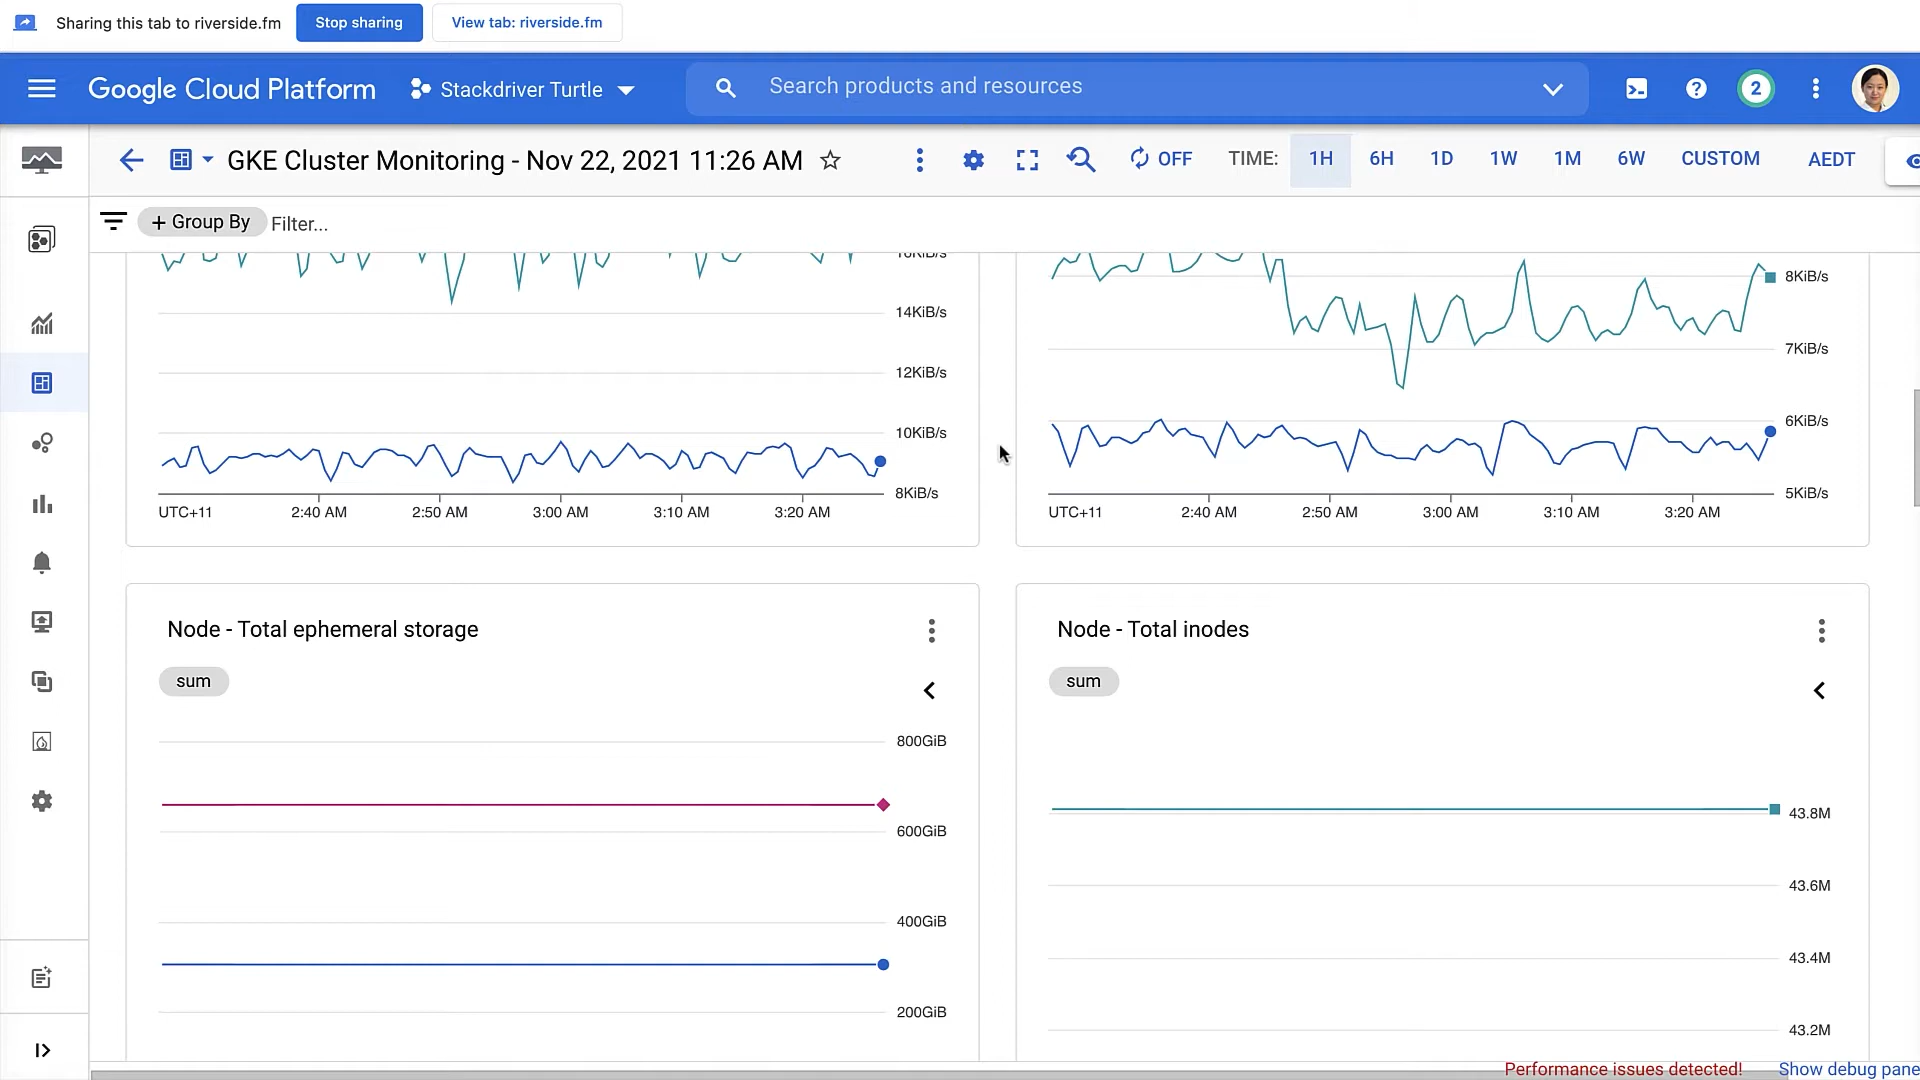 Sharing this tab to riverside.fm
Stop sharing
View tab: riverside.fm
Google Cloud Platform
Stackdriver Turtle
Search products and resources
2
GKE Cluster Monitoring - Nov 22, 2021 11:26 AM
OFF
TIME:
1H
6H
1D
1W
1M
6W
CUSTOM
AEDT
+ Group By
Filter...
16KiB/s
14KiB/s
12KiB/s
10KiB/s
8KiB/s
UTC+11
2:40 AM
2:50 AM
3:00 AM
3:10 AM
3:20 AM
8KiB/s
7KiB/s
6KiB/s
5KiB/s
UTC+11
2:40 AM
2:50 AM
3:00 AM
3:10 AM
3:20 AM
Node - Total ephemeral storage
sum
800GiB
600GiB
400GiB
200GiB
Node - Total inodes
sum
43.8M
43.6M
43.4M
43.2M
Performance issues detected!
Show debug pane